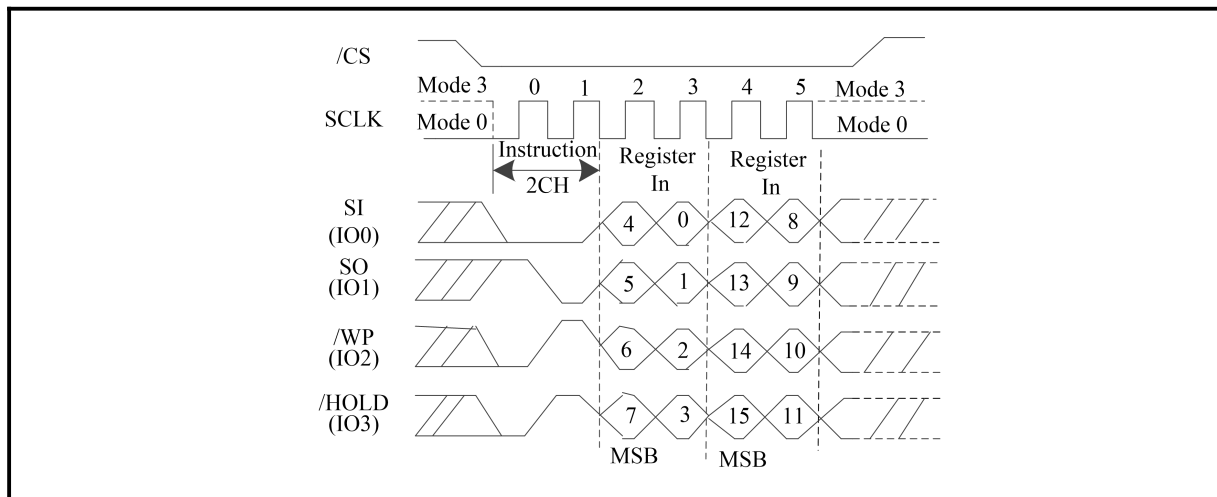 /CS
Mode 3 0 1 2 3 4 5 Mode 3
SCLK
Mode 0 Mode 0
Instruction Register Register
2CH In In
SI
(IO0)
4 0 12 8
SO
(IO1)
5 1 13 9
/WP
(IO2)
6 2 14 10
/HOLD
(IO3)
7 3 15 11
MSB MSB